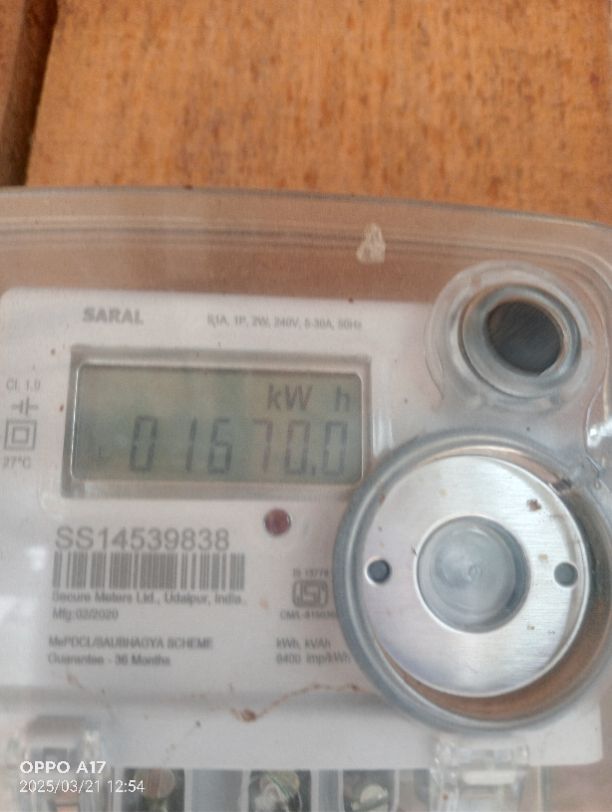 SARAL
S1A, 1P, 2W, 240V, 5-30A, 50Hz
Cl. 1.0
27°C
kW h
01670.0
SS14539838
Secure Meters Ltd., Udaipur, India.
Mfg:02/2020
MePDCL/SAUBHAGYA SCHEME
Guarantee - 36 Months
kWh, kVAh
6400 imp/kWh
OPPO A17
2025/03/21 12:54